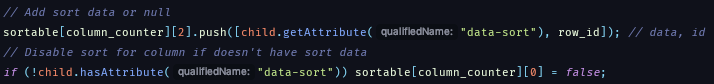 // Add sort data or null
sortable[column_counter][2].push([child.getAttribute( qualifiedName: "data-sort"), row_id]); // data, id
// Disable sort for column if doesn't have sort data
if (!child.hasAttribute( qualifiedName: "data-sort")) sortable[column_counter][0] = false;